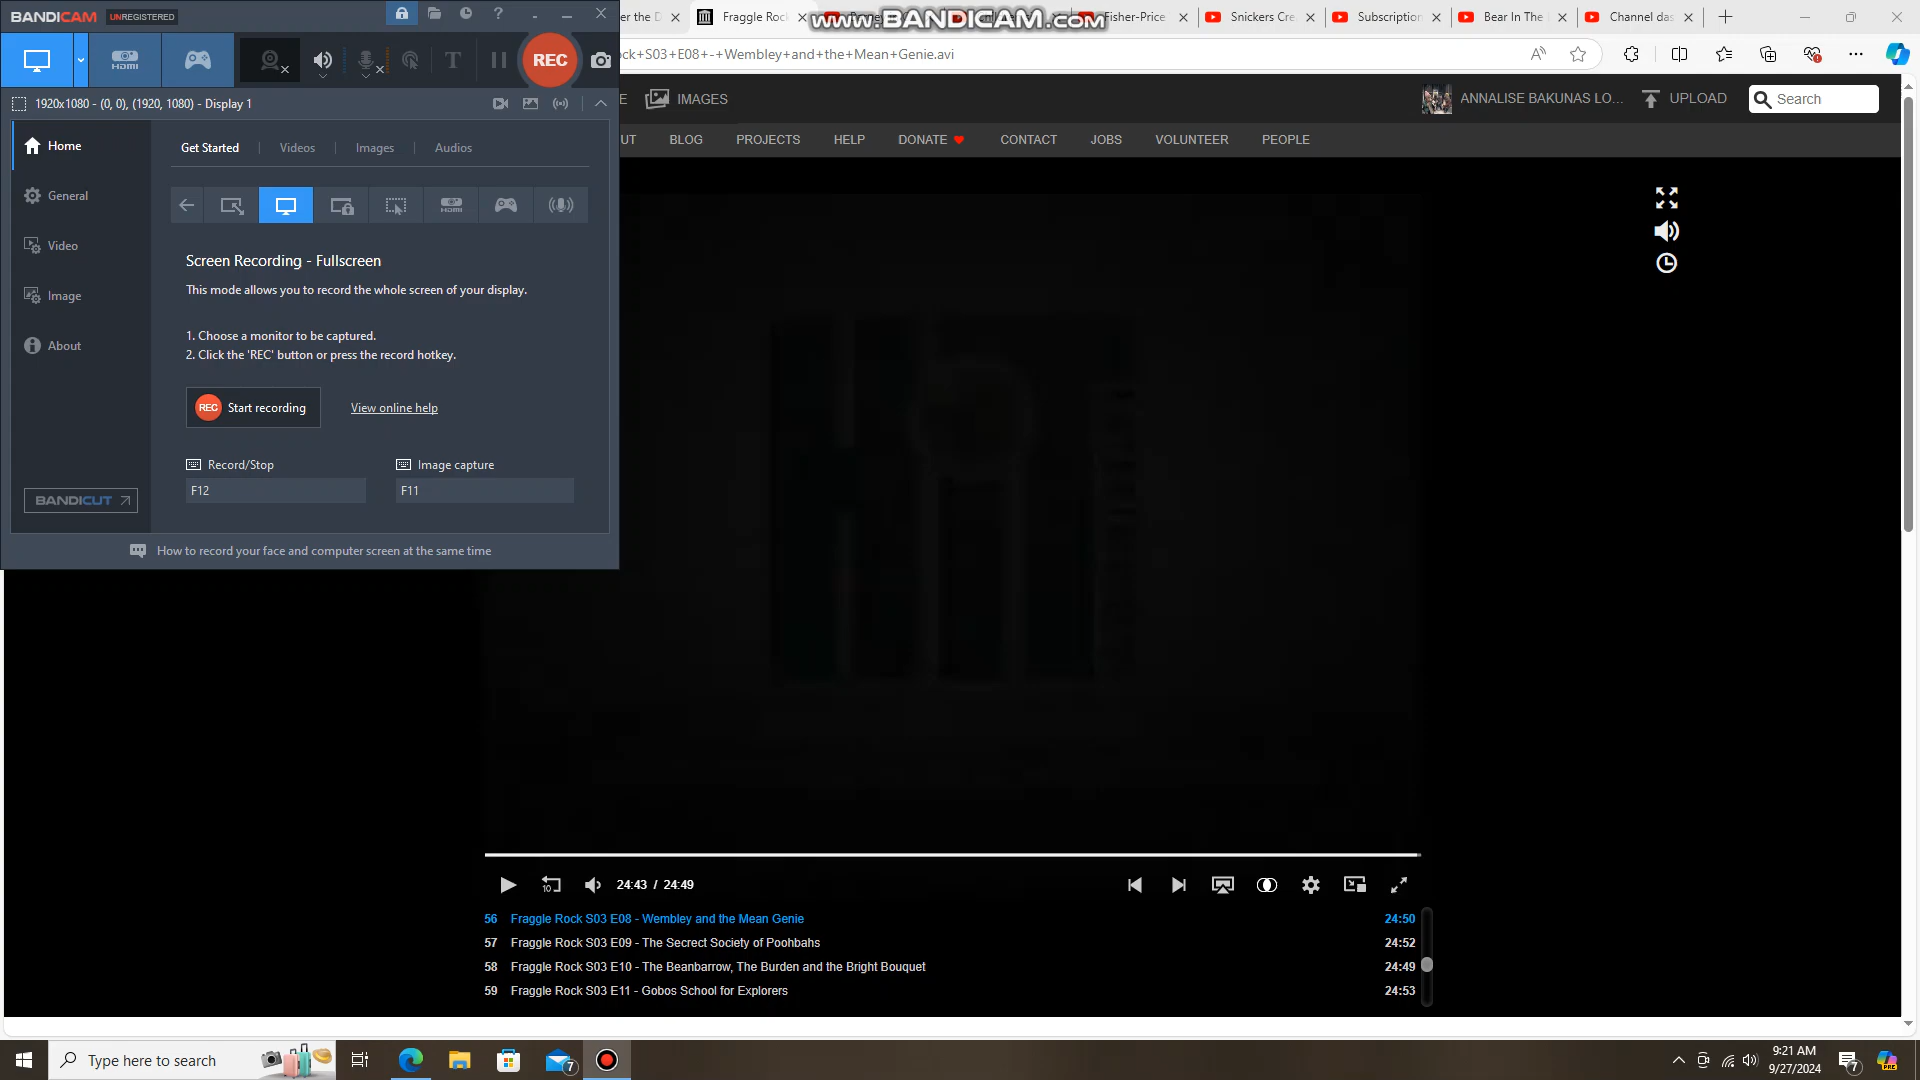 BANDICAM UNREGISTERED
er the D
Fraggle Roc
www.BANDICAM.com
Fisher-Price
Snickers Cre
Subscription
Bear In The
Channel das
HDMI
REC
ock+S03+E08+-+Wembley+and+the+Mean+Genie.avi
1920x1080 - (0, 0), (1920, 1080) - Display 1
E IMAGES
ANNALISE BAKUNAS LO...
UPLOAD
Search
UT BLOG PROJECTS HELP DONATE CONTACT JOBS VOLUNTEER PEOPLE
Home
General
Video
Image
About
BANDICUT
Get Started Videos Images Audios
HDMI
Screen Recording - Fullscreen
This mode allows you to record the whole screen of your display.
1. Choose a monitor to be captured.
2. Click the 'REC' button or press the record hotkey.
REC Start recording
View online help
Record/Stop Image capture
F12 F11
How to record your face and computer screen at the same time
10
24:43 / 24:49
56 Fraggle Rock S03 E08 - Wembley and the Mean Genie 24:50
57 Fraggle Rock S03 E09 - The Secrect Society of Poohbahs 24:52
58 Fraggle Rock S03 E10 - The Beanbarrow, The Burden and the Bright Bouquet 24:49
59 Fraggle Rock S03 E11 - Gobos School for Explorers 24:53
Type here to search
7
9:21 AM
9/27/2024
7
PRE